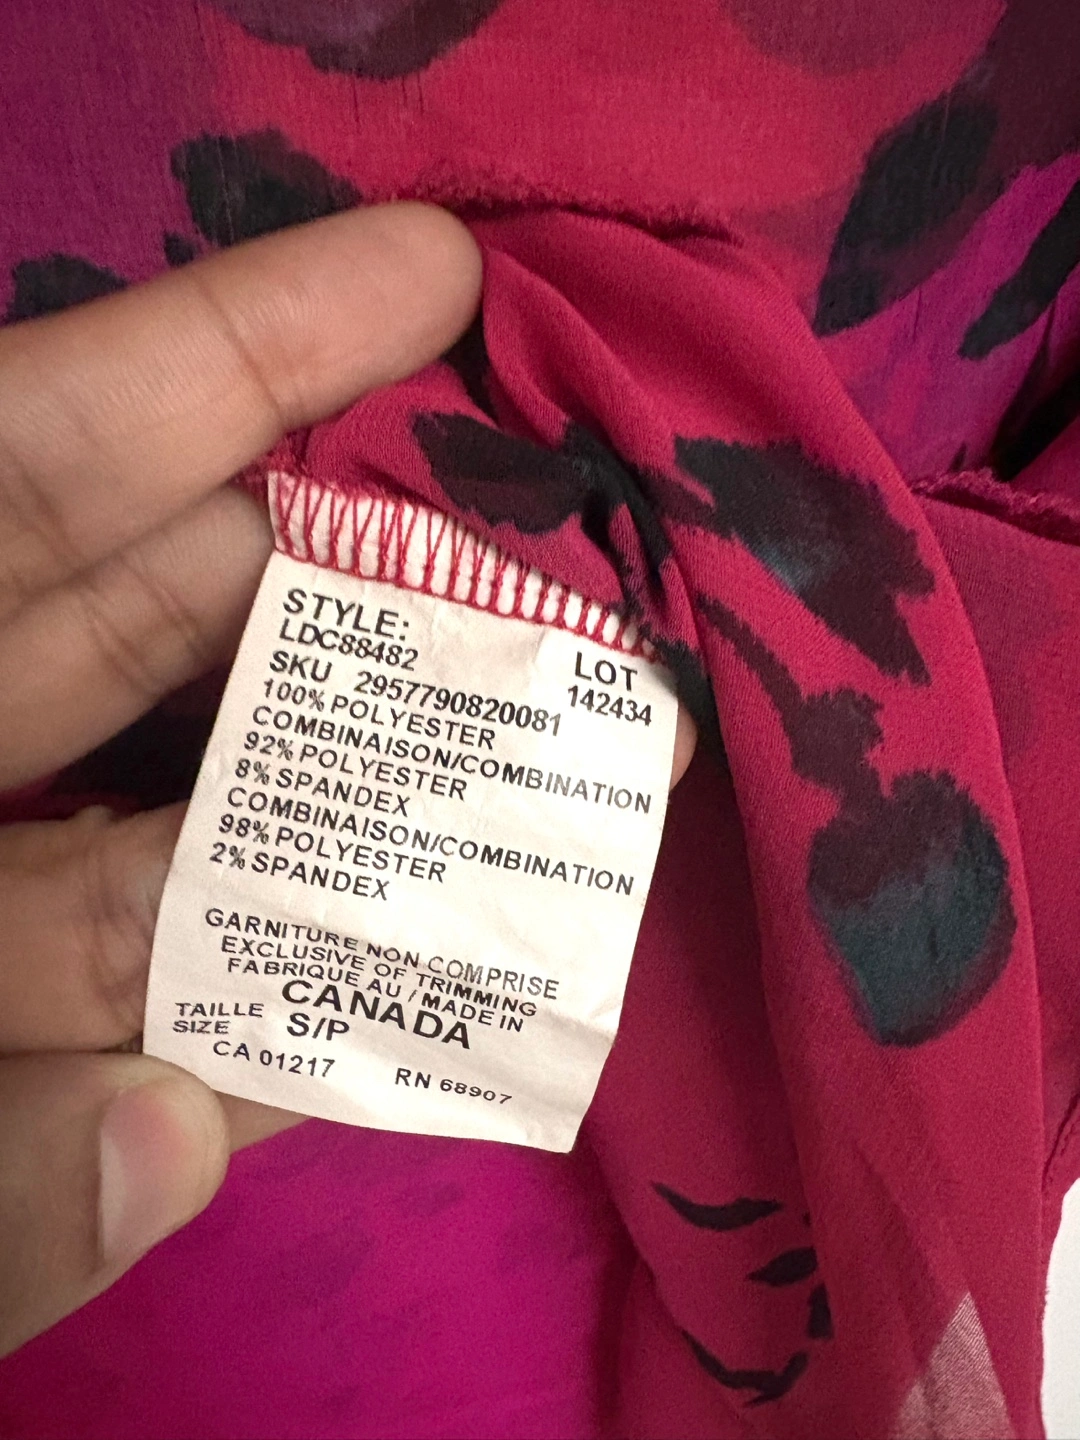 STYLE:
LDC88482
LOT
142434
SKU 2957790820081
100% POLYESTER
COMBINAISON/COMBINATION
92% POLYESTER
8% SPANDEX
COMBINAISON/COMBINATION
98% POLYESTER
2% SPANDEX
GARNITURE NON COMPRISE
EXCLUSIVE OF TRIMMING
FABRIQUE AU / MADE IN
CANADA
TAILLE
SIZE
S/P
CA 01217 RN 68907